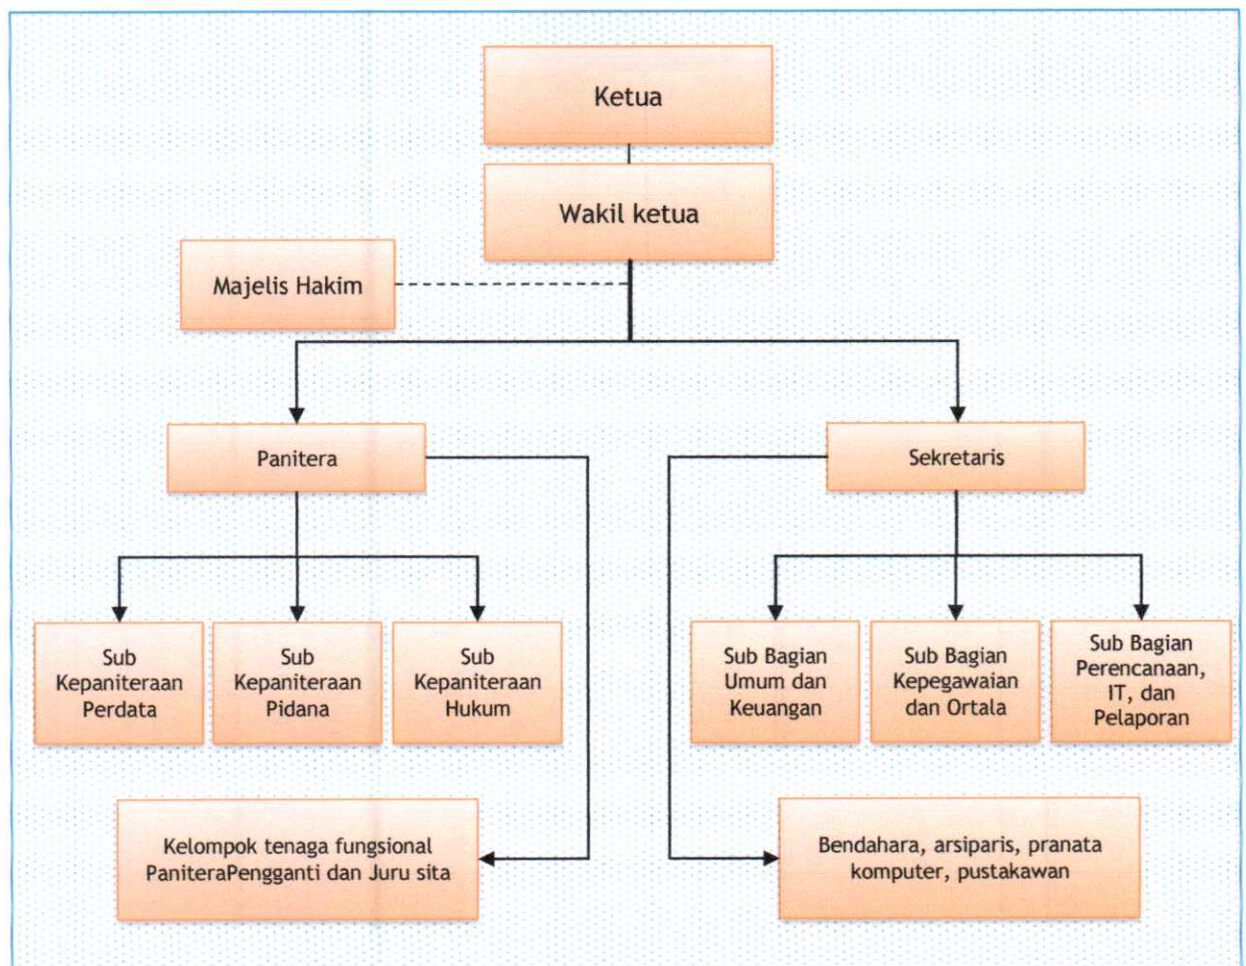 Ketua
Wakil ketua
Majelis Hakim
Panitera
Sekretaris
Sub
Kepaniteraan
Perdata
Sub
Kepaniteraan
Pidana
Sub
Kepaniteraan
Hukum
Sub Bagian
Umum dan
Keuangan
Sub Bagian
Kepegawaian
dan Ortala
Sub Bagian
Perencanaan,
IT, dan
Pelaporan
Kelompok tenaga fungsional
PaniteraPengganti dan Juru sita
Bendahara, arsiparis, pranata
komputer, pustakawan